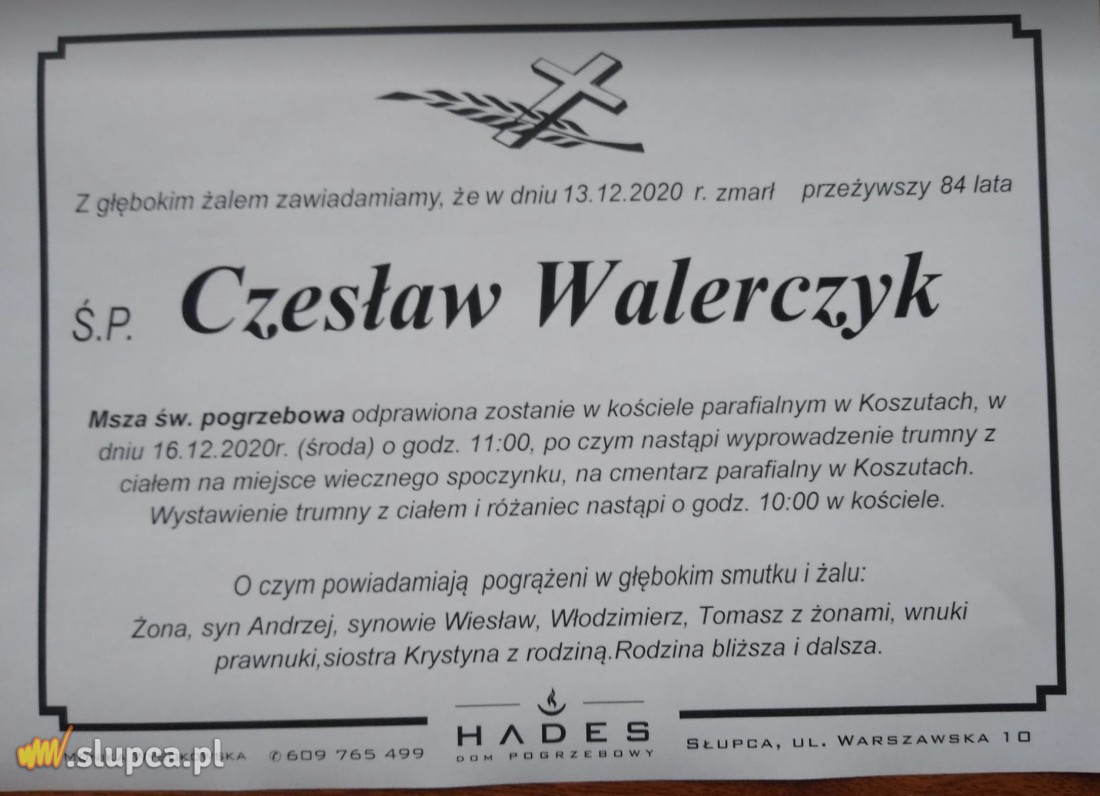 Z głębokim żalem zawiadamiamy, że w dniu 13.12.2020 r. zmarł przeżywszy 84 lata
Ś.P. Czesław Walerczyk
Msza św. pogrzebowa odprawiona zostanie w kościele parafialnym w Koszutach, w
dniu 16.12.2020r. (środa) o godz. 11:00, po czym nastąpi wyprowadzenie trumny z
ciałem na miejsce wiecznego spoczynku, na cmentarz parafialny w Koszutach.
Wystawienie trumny z ciałem i różaniec nastąpi o godz. 10:00 w kościele.
O czym powiadamiają pogrążeni w głębokim smutku i żalu:
Żona, syn Andrzej, synowie Wiesław, Włodzimierz, Tomasz z żonami, wnuki
prawnuki,siostra Krystyna z rodziną.Rodzina bliższa i dalsza.
✆609 765 499
HADES
DOM POGRZEBOWY
SŁUPCA, UL. WARSZAWSKA 10
www.slupca.pl